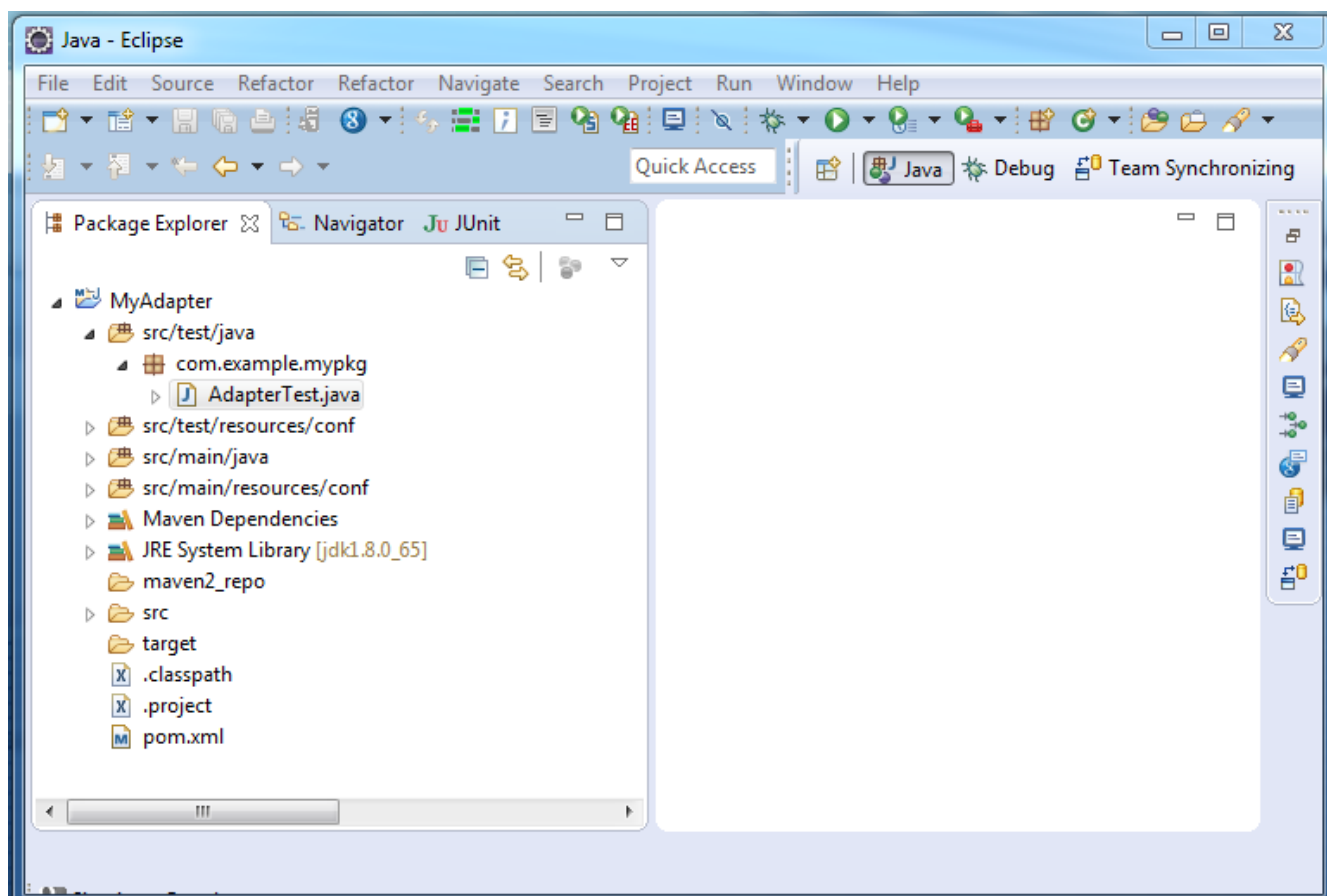 Java - Eclipse
File Edit Source Refactor Refactor Navigate Search Project Run Window Help
Quick Access Java Debug Team Synchronizing
Package Explorer Navigator JUnit
MyAdapter
src/test/java
com.example.mypkg
AdapterTest.java
src/test/resources/conf
src/main/java
src/main/resources/conf
Maven Dependencies
JRE System Library [jdk1.8.0_65]
maven2_repo
src
target
.classpath
.project
pom.xml